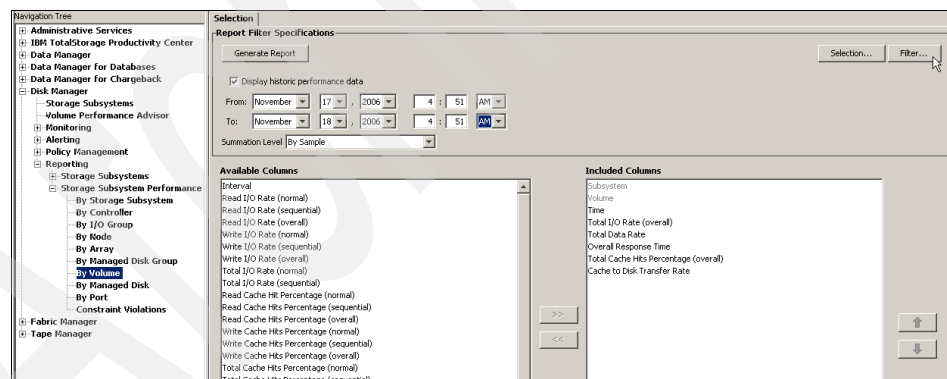 Navigation Tree
Administrative Services
IBM TotalStorage Productivity Center
Data Manager
Data Manager for Databases
Data Manager for Chargeback
Disk Manager
Storage Subsystems
Volume Performance Advisor
Monitoring
Alerting
Policy Management
Reporting
Storage Subsystems
Storage Subsystem Performance
By Storage Subsystem
By Controller
By I/O Group
By Node
By Array
By Managed Disk Group
By Volume
By Managed Disk
By Port
Constraint Violations
Fabric Manager
Tape Manager
Selection
Report Filter Specifications
Generate Report
Selection...
Filter...
Display historic performance data
From: November 17 , 2006 4 : 51 AM
To: November 18 , 2006 4 : 51 AM
Summation Level By Sample
Available Columns
Interval
Read I/O Rate (normal)
Read I/O Rate (sequential)
Read I/O Rate (overall)
Write I/O Rate (normal)
Write I/O Rate (sequential)
Write I/O Rate (overall)
Total I/O Rate (normal)
Total I/O Rate (sequential)
Read Cache Hit Percentage (normal)
Read Cache Hits Percentage (sequential)
Read Cache Hits Percentage (overall)
Write Cache Hits Percentage (normal)
Write Cache Hits Percentage (sequential)
Write Cache Hits Percentage (overall)
Total Cache Hits Percentage (normal)
Total Cache Hits Percentage (sequential)
>>
<<
Included Columns
Subsystem
Volume
Time
Total I/O Rate (overall)
Total Data Rate
Overall Response Time
Total Cache Hits Percentage (overall)
Cache to Disk Transfer Rate